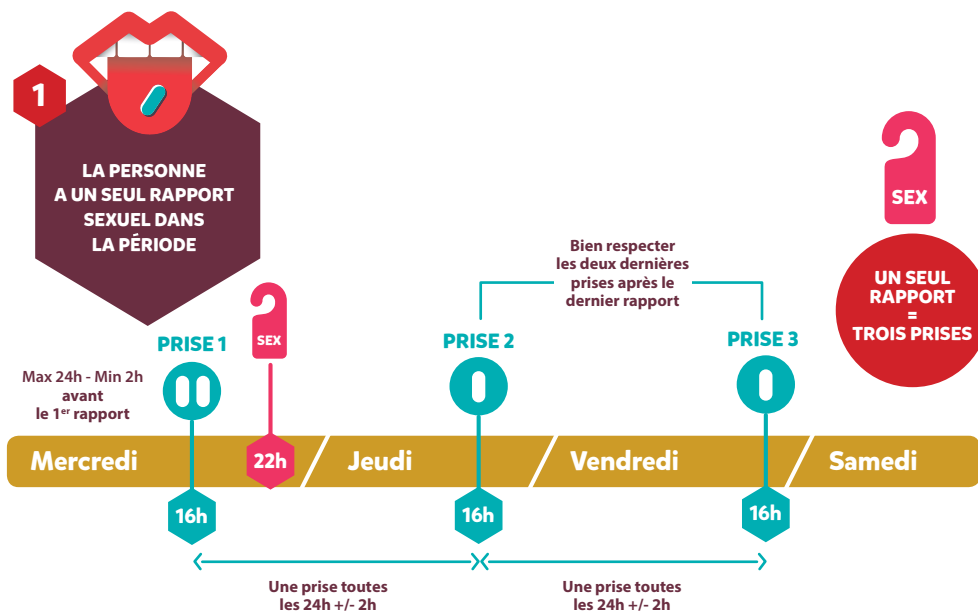 1
LA PERSONNE
A UN SEUL RAPPORT
SEXUEL DANS
LA PÉRIODE
SEX
UN SEUL
RAPPORT
=
TROIS PRISES
Bien respecter
les deux dernières
prises après le
dernier rapport
PRISE 1
SEX
PRISE 2
PRISE 3
Max 24h - Min 2h
avant
le 1er rapport
Mercredi
22h
Jeudi
Vendredi
Samedi
16h
16h
16h
Une prise toutes
les 24h +/- 2h
Une prise toutes
les 24h +/- 2h